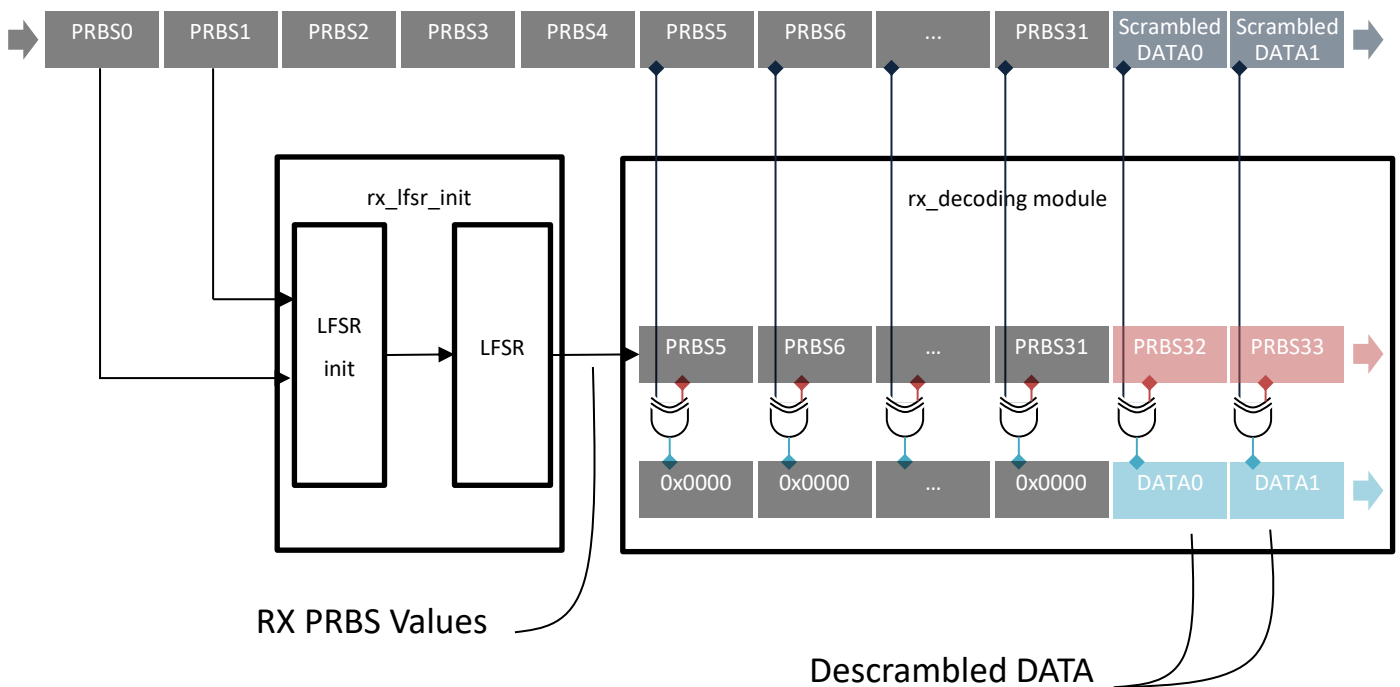 PRBS0 PRBS1 PRBS2 PRBS3 PRBS4 PRBS5 PRBS6 ... PRBS31 Scrambled DATA0 Scrambled DATA1
rx_lfsr_init
LFSR
init
LFSR
rx_decoding module
PRBS5 PRBS6 ... PRBS31 PRBS32 PRBS33
0x0000 0x0000 ... 0x0000 DATA0 DATA1
RX PRBS Values
Descrambled DATA